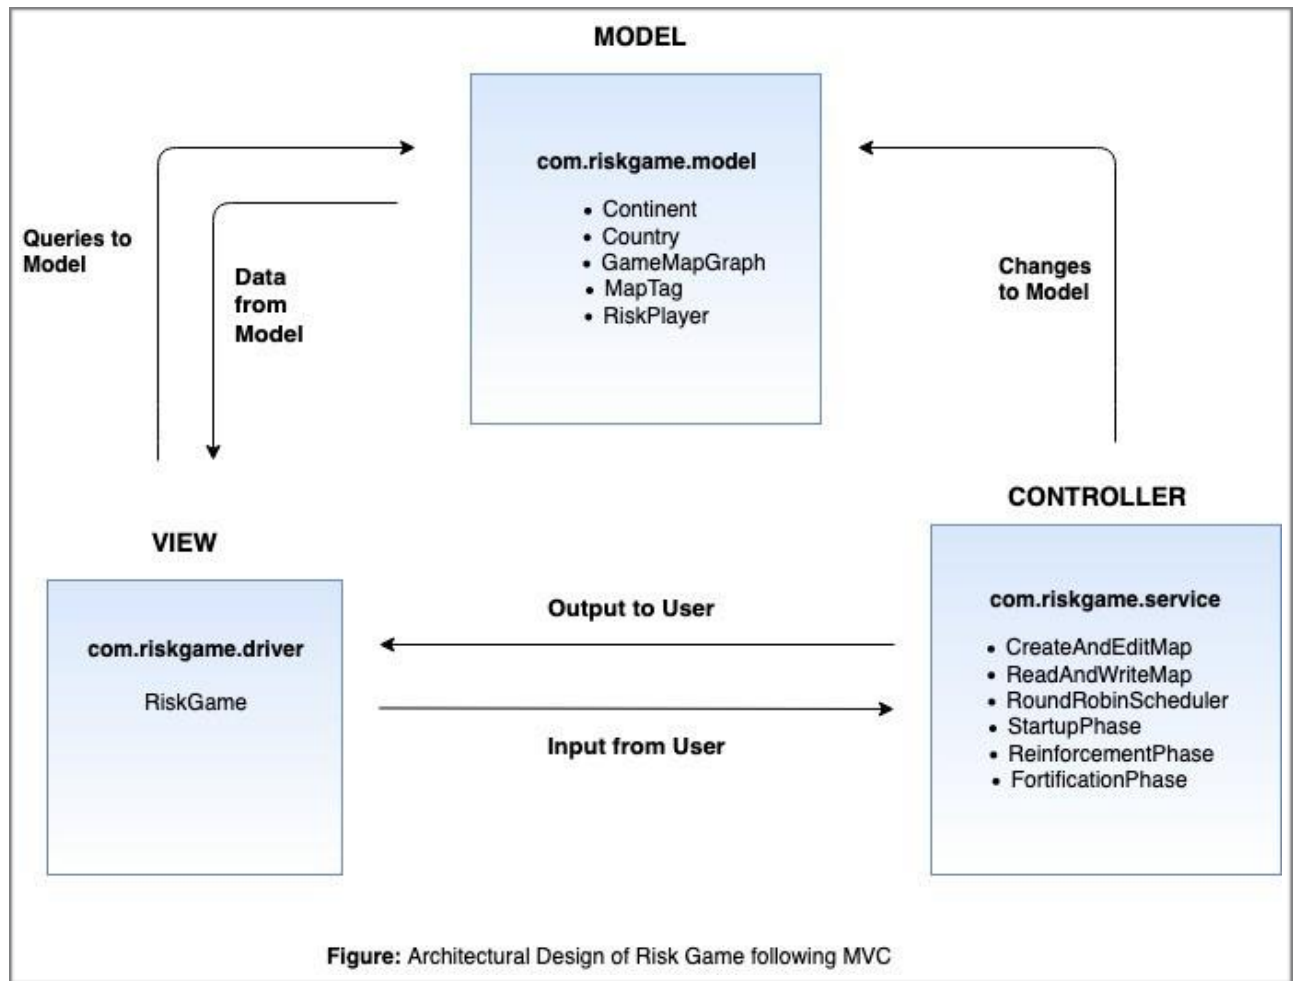 MODEL
com.riskgame.model
• Continent
• Country
• GameMapGraph
• MapTag
• RiskPlayer
Queries to
Model
Data
from
Model
Changes
to Model
VIEW
com.riskgame.driver
RiskGame
Output to User
Input from User
CONTROLLER
com.riskgame.service
• CreateAndEditMap
• ReadAndWriteMap
• RoundRobinScheduler
• StartupPhase
• ReinforcementPhase
• FortificationPhase
Figure: Architectural Design of Risk Game following MVC